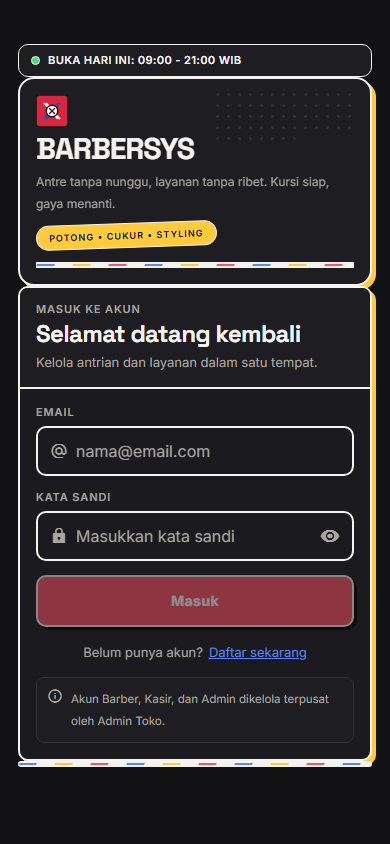 BUKA HARI INI: 09:00 - 21:00 WIB
BARBERSYS
Antre tanpa nunggu, layanan tanpa ribet. Kursi siap,
gaya menanti.
POTONG • CUKUR • STYLING
MASUK KE AKUN
Selamat datang kembali
Kelola antrian dan layanan dalam satu tempat.
EMAIL
nama@email.com
KATA SANDI
Masukkan kata sandi
Masuk
Belum punya akun? Daftar sekarang
Akun Barber, Kasir, dan Admin dikelola terpusat
oleh Admin Toko.